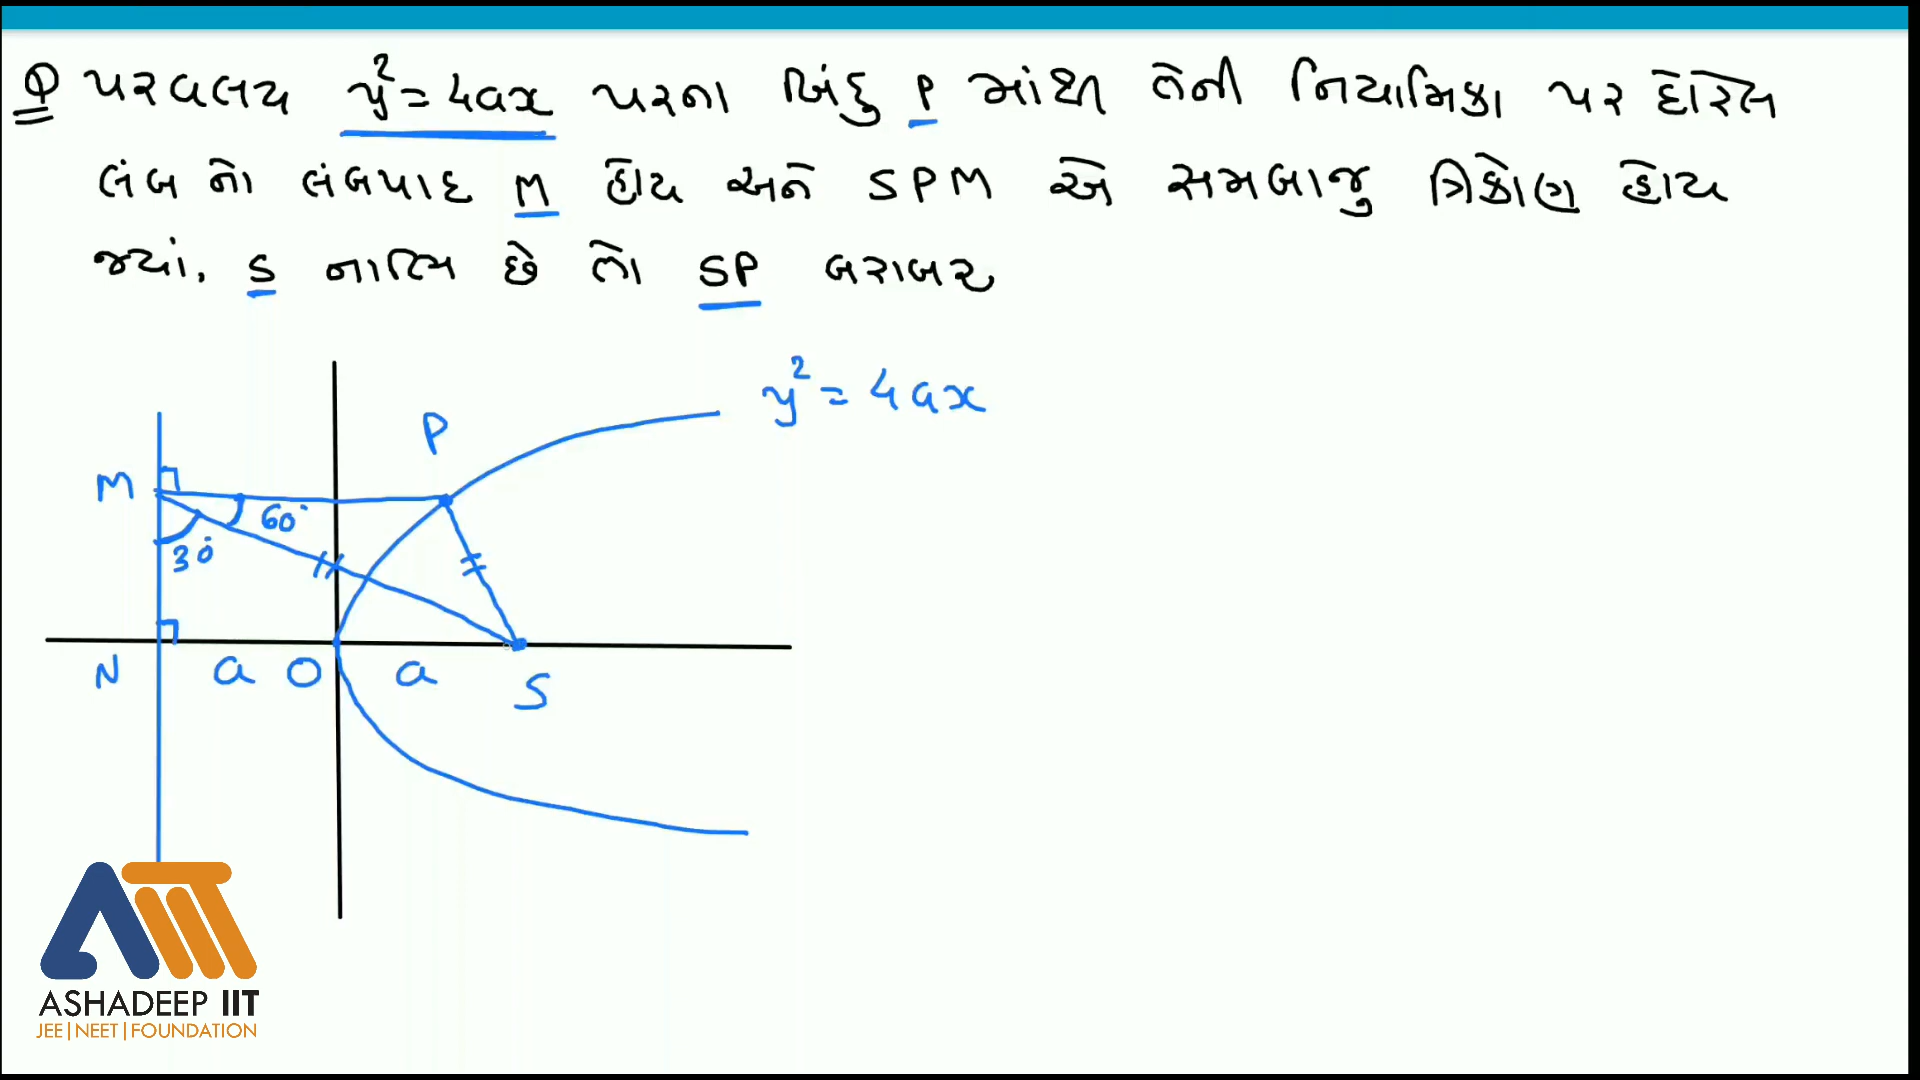 Q પરવલય y²=4ax પરના બિંદુ P માંથી તેની નિયામિકા પર દોરેલ
લંબ નો લંબપાદ M હોય અને SPM એ સમબાજુ ત્રિકોણ હોય
જ્યાં, S નાભિ છે તો SP બરાબર
y² = 4ax
P
M
60°
30°
N a O a S
ASHADEEP IIT
JEE|NEET|FOUNDATION